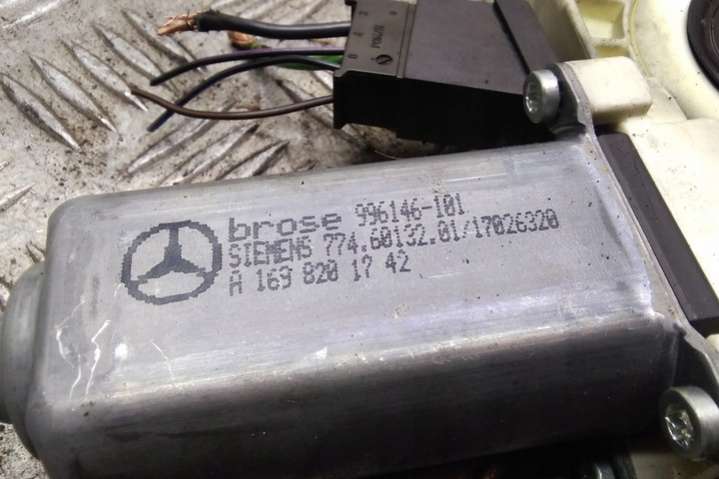 brose 996146-101
SIEMENS 774.60132.01/17026320
A 169 820 17 42